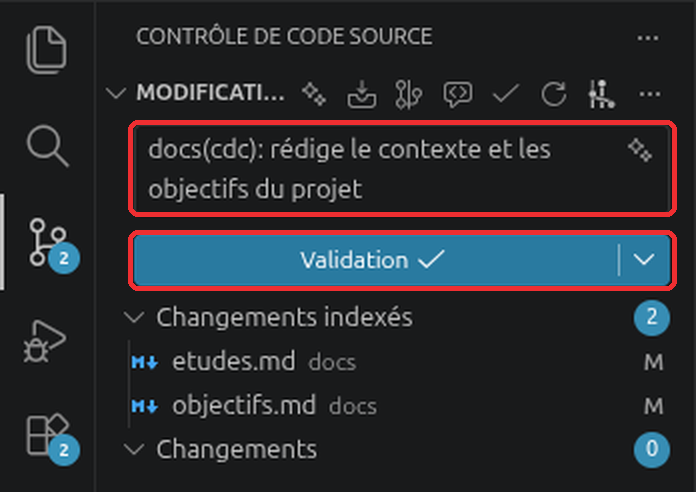 CONTRÔLE DE CODE SOURCE ...
MODIFICATI... ...
docs(cdc): rédige le contexte et les
objectifs du projet
Validation
Changements indexés 2
etudes.md docs M
objectifs.md docs M
Changements 0
2
2